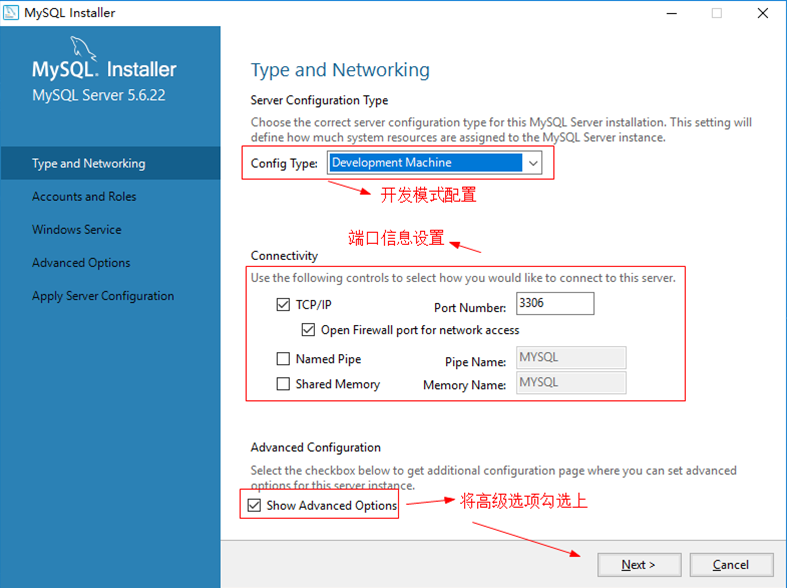 MySQL Installer
MySQL. Installer
MySQL Server 5.6.22
Type and Networking
Accounts and Roles
Windows Service
Advanced Options
Apply Server Configuration
Type and Networking
Server Configuration Type
Choose the correct server configuration type for this MySQL Server installation. This setting will
define how much system resources are assigned to the MySQL Server instance.
Config Type: Development Machine
开发模式配置
端口信息设置
Connectivity
Use the following controls to select how you would like to connect to this server.
TCP/IP Port Number: 3306
Open Firewall port for network access
Named Pipe Pipe Name: MYSQL
Shared Memory Memory Name: MYSQL
Advanced Configuration
Select the checkbox below to get additional configuration page where you can set advanced
options for this server instance.
Show Advanced Options 将高级选项勾选上
Next > Cancel